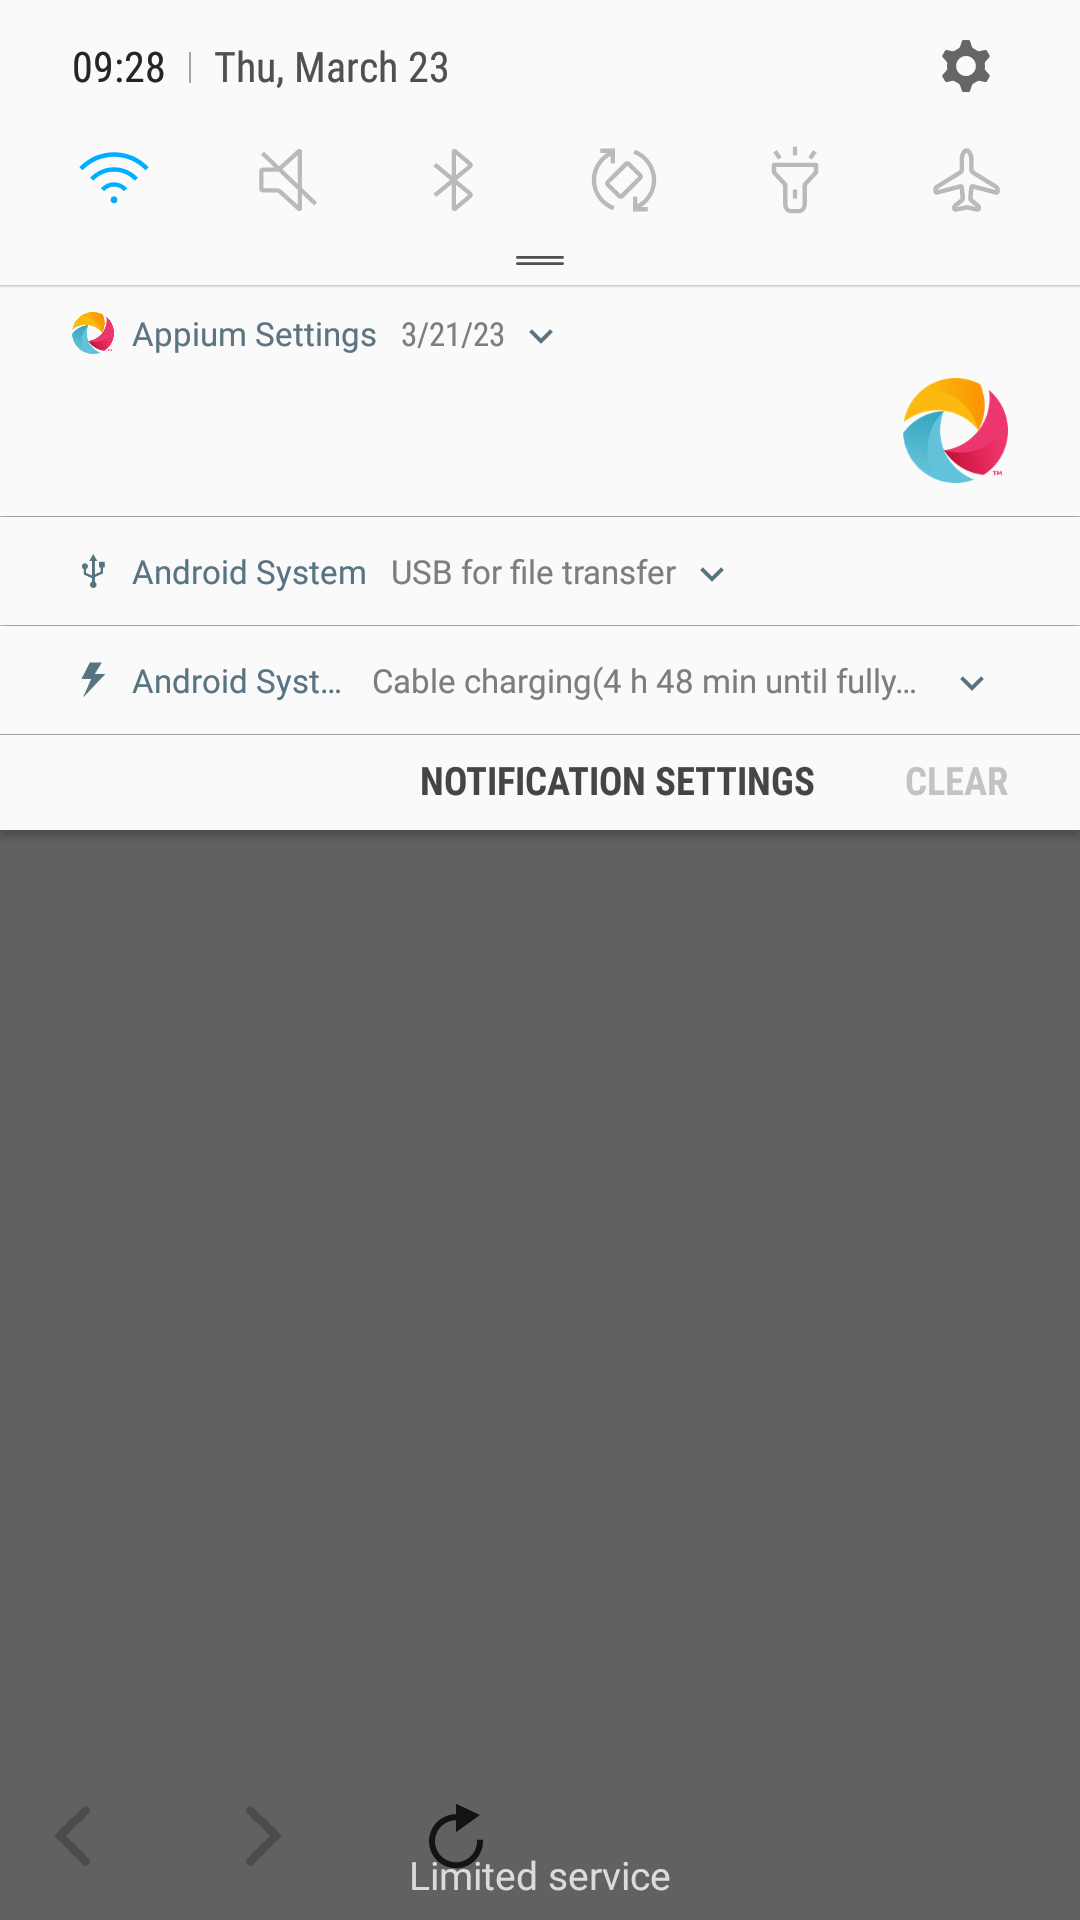 09:28 | Thu, March 23
Appium Settings 3/21/23
TM
Android System USB for file transfer
Android Syst... Cable charging(4 h 48 min until fully...
NOTIFICATION SETTINGS CLEAR
Limited service